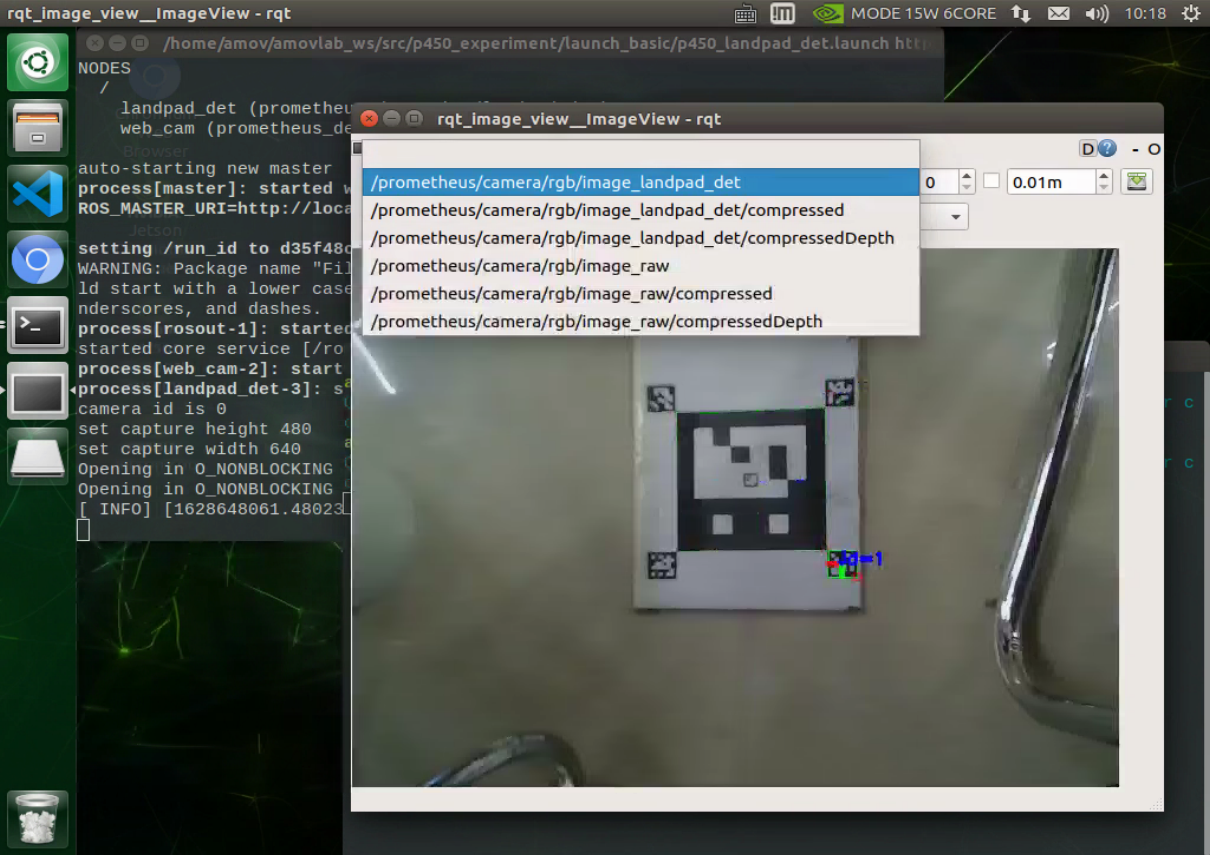 rqt_image_view__ImageView - rqt
MODE 15W 6CORE
10:18
/home/amov/amovlab_ws/src/p450_experiment/launch_basic/p450_landpad_det.launch
NODES
/
landpad_det
web_cam
Browser
auto-starting new master
process[master]: started
ROS_MASTER_URI=http://loca
Jetson
setting /run_id to d35f48c
WARNING: Package name "Fil
ld start with a lower case
nderscores, and dashes.
process[rosout-1]: started
started core service [/ro
process[web_cam-2]: start
process[landpad_det-3]: s
camera id is 0
set capture height 480
set capture width 640
Opening in O_NONBLOCKING
Opening in O_NONBLOCKING
[ INFO] [1628648061.48023
rqt_image_view__ImageView - rqt
D ? - O
/prometheus/camera/rgb/image_landpad_det
0
0.01m
/prometheus/camera/rgb/image_landpad_det/compressed
/prometheus/camera/rgb/image_landpad_det/compressedDepth
/prometheus/camera/rgb/image_raw
/prometheus/camera/rgb/image_raw/compressed
/prometheus/camera/rgb/image_raw/compressedDepth
r c
r c